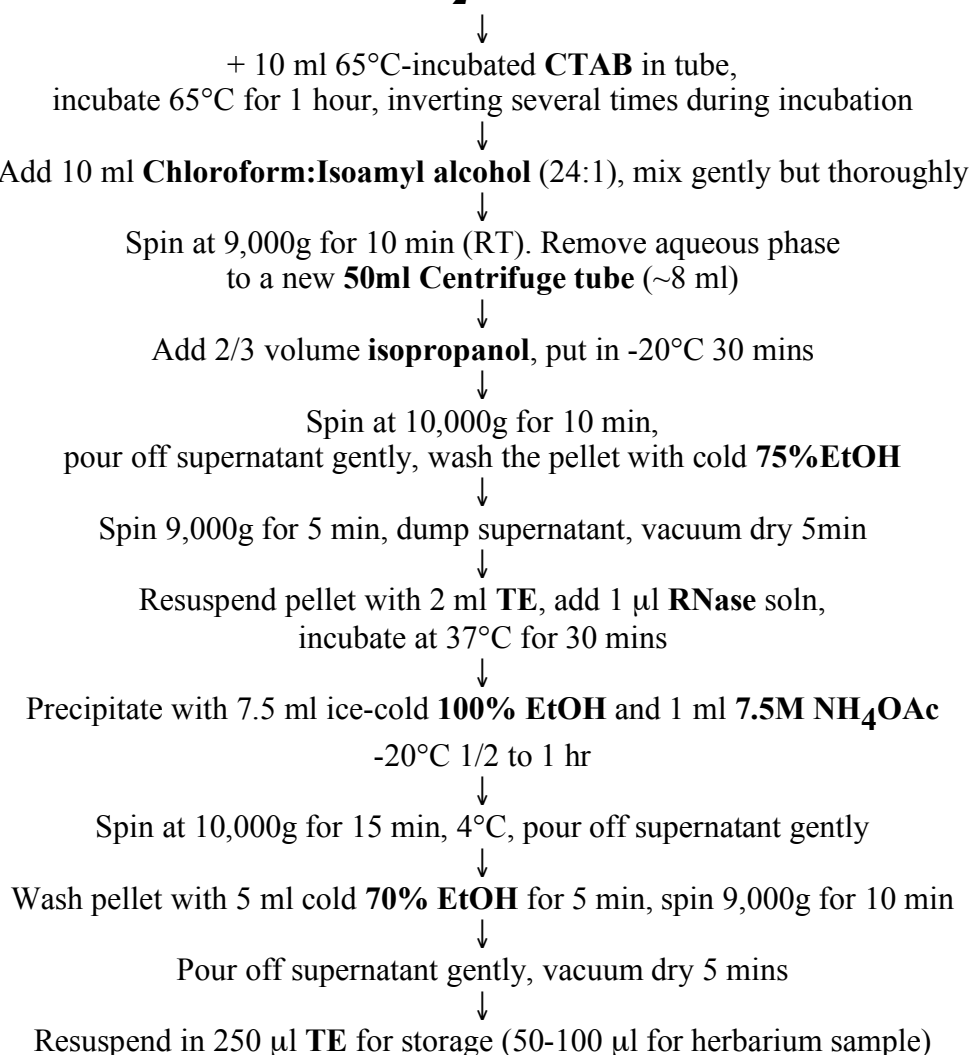 ↓
+ 10 ml 65°C-incubated CTAB in tube,
incubate 65°C for 1 hour, inverting several times during incubation
↓
Add 10 ml Chloroform:Isoamyl alcohol (24:1), mix gently but thoroughly
↓
Spin at 9,000g for 10 min (RT). Remove aqueous phase
to a new 50ml Centrifuge tube (~8 ml)
↓
Add 2/3 volume isopropanol, put in -20°C 30 mins
↓
Spin at 10,000g for 10 min,
pour off supernatant gently, wash the pellet with cold 75%EtOH
↓
Spin 9,000g for 5 min, dump supernatant, vacuum dry 5min
↓
Resuspend pellet with 2 ml TE, add 1 μl RNase soln,
incubate at 37°C for 30 mins
↓
Precipitate with 7.5 ml ice-cold 100% EtOH and 1 ml 7.5M NH4OAc
-20°C 1/2 to 1 hr
↓
Spin at 10,000g for 15 min, 4°C, pour off supernatant gently
↓
Wash pellet with 5 ml cold 70% EtOH for 5 min, spin 9,000g for 10 min
↓
Pour off supernatant gently, vacuum dry 5 mins
↓
Resuspend in 250 μl TE for storage (50-100 μl for herbarium sample)